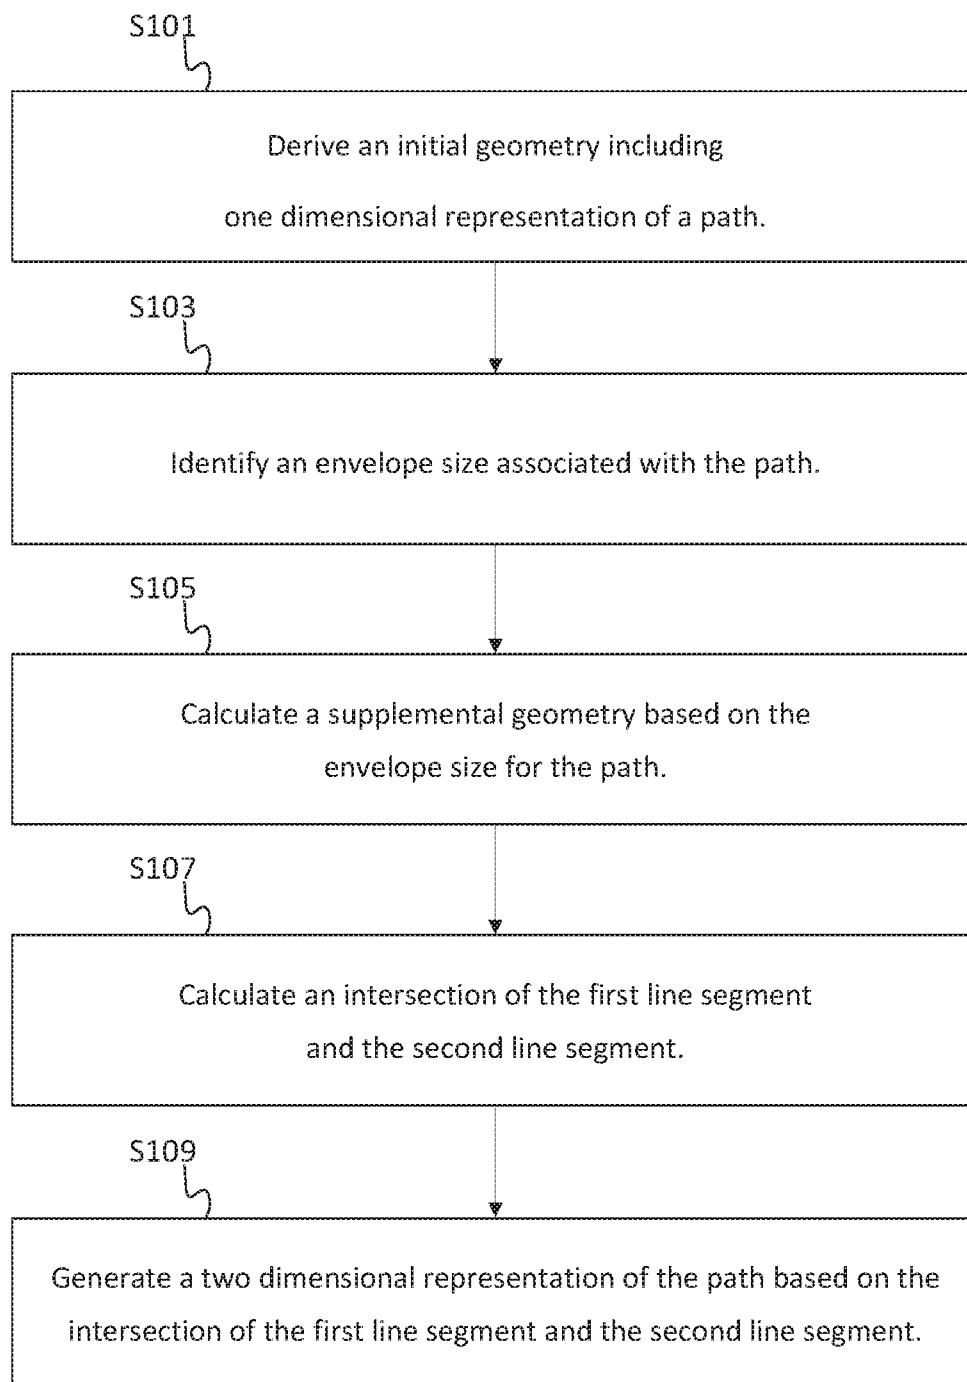 S101
Derive an initial geometry including
one dimensional representation of a path.
S103
Identify an envelope size associated with the path.
S105
Calculate a supplemental geometry based on the
envelope size for the path.
S107
Calculate an intersection of the first line segment
and the second line segment.
S109
Generate a two dimensional representation of the path based on the
intersection of the first line segment and the second line segment.